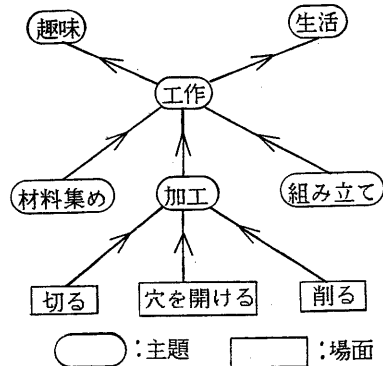 趣味 生活
工作
材料集め 加工 組み立て
切る 穴を開ける 削る
:主題 :場面